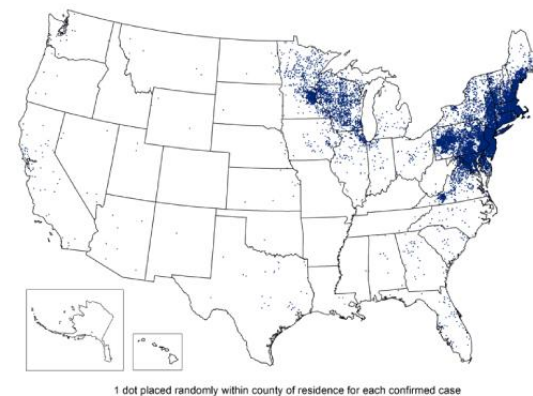 1 dot placed randomly within county of residence for each confirmed case